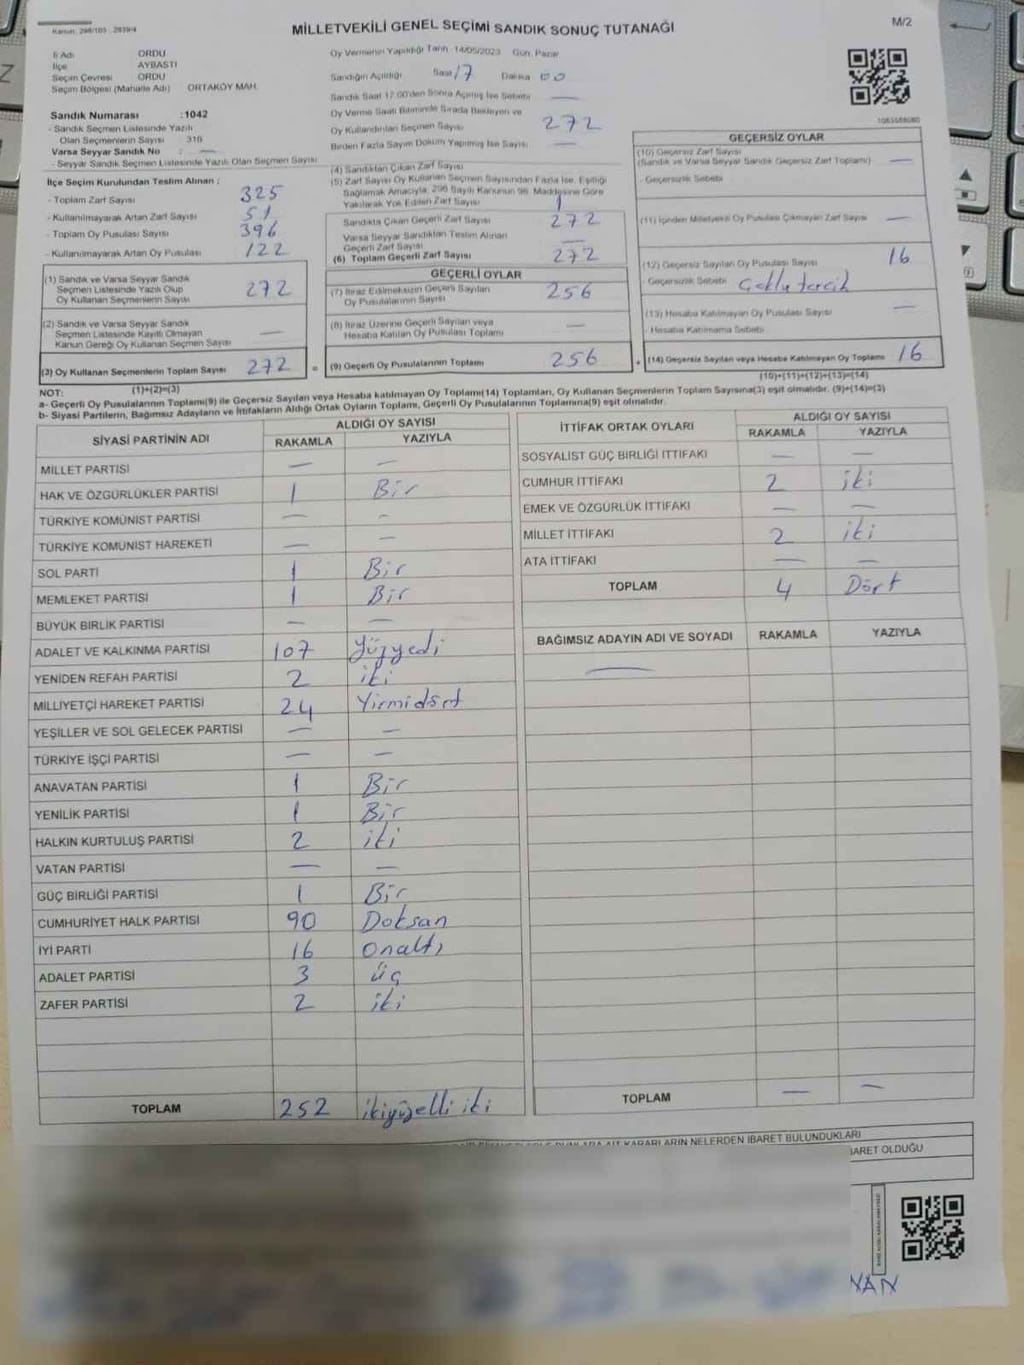 Kanun: 298/105 - 2839/4
MİLLETVEKİLİ GENEL SEÇİMİ SANDIK SONUÇ TUTANAĞI
M/2
İl Adı ORDU
İlçe AYBASTI
Seçim Çevresi ORDU
Seçim Bölgesi (Mahalle Adı) ORTAKÖY MAH.
Sandık Numarası :1042
- Sandık Seçmen Listesinde Yazılı
Olan Seçmenlerin Sayısı 316
Varsa Seyyar Sandık No : —
- Seyyar Sandık Seçmen Listesinde Yazılı Olan Seçmen Sayısı
Oy Vermenin Yapıldığı Tarih -14/05/2023 Gün: Pazar
Sandığın Açıldığı Saat 17 Dakika 00
Sandık Saat 17:00'den Sonra Açılmış İse Sebebi —
Oy Verme Saati Bitiminde Sırada Bekleyen ve
Oy Kullandırılan Seçmen Sayısı 272
Birden Fazla Sayım Döküm Yapılmış İse Sayısı —
1063568080
İlçe Seçim Kurulundan Teslim Alınan :
- Toplam Zarf Sayısı 325
- Kullanılmayarak Artan Zarf Sayısı 51
- Toplam Oy Pusulası Sayısı 396
- Kullanılmayarak Artan Oy Pusulası 122
(4) Sandıktan Çıkan Zarf Sayısı
(5) Zarf Sayısı Oy Kullanan Seçmen Sayısından Fazla İse, Eşitliği
Sağlamak Amacıyla, 298 Sayılı Kanunun 98. Maddesine Göre
Yakılarak Yok Edilen Zarf Sayısı 1
Sandıkta Çıkan Geçerli Zarf Sayısı 272
Varsa Seyyar Sandıktan Teslim Alınan
Geçerli Zarf Sayısı —
(6) Toplam Geçerli Zarf Sayısı 272
GEÇERSİZ OYLAR
(10) Geçersiz Zarf Sayısı
(Sandık ve Varsa Seyyar Sandık Geçersiz Zarf Toplamı) —
- Geçersizlik Sebebi
(11) İçinden Milletvekili Oy Pusulası Çıkmayan Zarf Sayısı —
(12) Geçersiz Sayılan Oy Pusulası Sayısı 16
- Geçersizlik Sebebi Çoklu tercih
(13) Hesaba Katılmayan Oy Pusulası Sayısı —
- Hesaba Katılmama Sebebi
(14) Geçersiz Sayılan veya Hesaba Katılmayan Oy Toplamı 16
(10)+(11)+(12)+(13)=(14)
(1) Sandık ve Varsa Seyyar Sandık
Seçmen Listesinde Yazılı Olup
Oy Kullanan Seçmenlerin Sayısı 272
(2) Sandık ve Varsa Seyyar Sandık
Seçmen Listesinde Kayıtlı Olmayan
Kanun Gereği Oy Kullanan Seçmenlerin Sayısı —
(3) Oy Kullanan Seçmenlerin Toplam Sayısı 272 =
(1)+(2)=(3)
GEÇERLİ OYLAR
(7) İtiraz Edilmeksizin Geçerli Sayılan
Oy Pusulalarının Sayısı 256
(8) İtiraz Üzerine Geçerli Sayılan veya
Hesaba Katılan Oy Pusulası Toplamı —
(9) Geçerli Oy Pusulalarının Toplamı 256 +
NOT:
a- Geçerli Oy Pusulalarının Toplamı(9) ile Geçersiz Sayılan veya Hesaba katılmayan Oy Toplamı(14) Toplamları, Oy Kullanan Seçmenlerin Toplam Sayısına(3) eşit olmalıdır. (9)+(14)=(3)
b- Siyasi Partilerin, Bağımsız Adayların ve İttifakların Aldığı Ortak Oyların Toplamı, Geçerli Oy Pusulalarının Toplamına(9) eşit olmalıdır.
SİYASİ PARTİNİN ADI ALDIĞI OY SAYISI
RAKAMLA YAZIYLA
MİLLET PARTİSİ — —
HAK VE ÖZGÜRLÜKLER PARTİSİ 1 Bir
TÜRKİYE KOMÜNİST PARTİSİ — —
TÜRKİYE KOMÜNİST HAREKETİ — —
SOL PARTİ 1 Bir
MEMLEKET PARTİSİ 1 Bir
BÜYÜK BİRLİK PARTİSİ — —
ADALET VE KALKINMA PARTİSİ 107 Yüzyedi
YENİDEN REFAH PARTİSİ 2 iki
MİLLİYETÇİ HAREKET PARTİSİ 24 Yirmidört
YEŞİLLER VE SOL GELECEK PARTİSİ — —
TÜRKİYE İŞÇİ PARTİSİ — —
ANAVATAN PARTİSİ 1 Bir
YENİLİK PARTİSİ 1 Bir
HALKIN KURTULUŞ PARTİSİ 2 iki
VATAN PARTİSİ — —
GÜÇ BİRLİĞİ PARTİSİ 1 Bir
CUMHURİYET HALK PARTİSİ 90 Doksan
İYİ PARTİ 16 Onaltı
ADALET PARTİSİ 3 üç
ZAFER PARTİSİ 2 iki
TOPLAM 252 ikiyüzelli iki
İTTİFAK ORTAK OYLARI ALDIĞI OY SAYISI
RAKAMLA YAZIYLA
SOSYALİST GÜÇ BİRLİĞİ İTTİFAKI — —
CUMHUR İTTİFAKI 2 iki
EMEK VE ÖZGÜRLÜK İTTİFAKI — —
MİLLET İTTİFAKI 2 iki
ATA İTTİFAKI — —
TOPLAM 4 Dört
BAĞIMSIZ ADAYIN ADI VE SOYADI RAKAMLA YAZIYLA
—
TOPLAM — —
KARARLARIN NELERDEN İBARET BULUNDUKLARI
OLDUĞU